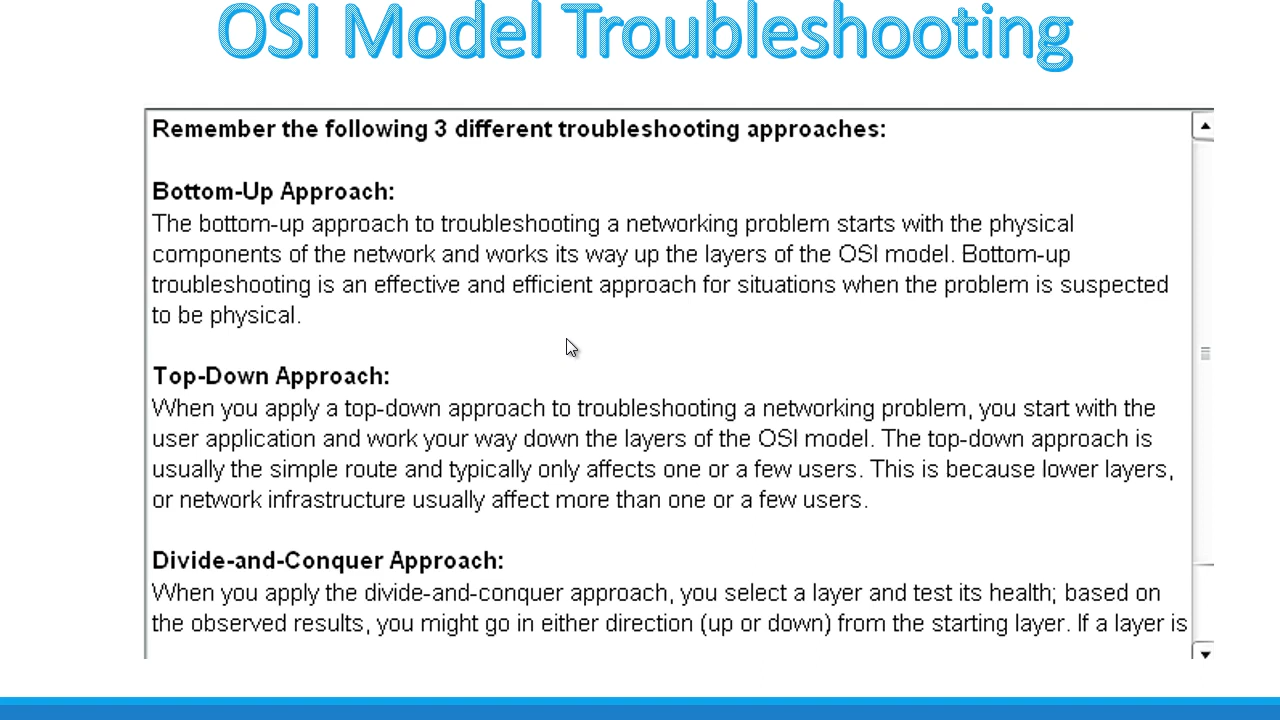 OSI Model Troubleshooting
Remember the following 3 different troubleshooting approaches:
Bottom-Up Approach:
The bottom-up approach to troubleshooting a networking problem starts with the physical
components of the network and works its way up the layers of the OSI model. Bottom-up
troubleshooting is an effective and efficient approach for situations when the problem is suspected
to be physical.
Top-Down Approach:
When you apply a top-down approach to troubleshooting a networking problem, you start with the
user application and work your way down the layers of the OSI model. The top-down approach is
usually the simple route and typically only affects one or a few users. This is because lower layers,
or network infrastructure usually affect more than one or a few users.
Divide-and-Conquer Approach:
When you apply the divide-and-conquer approach, you select a layer and test its health; based on
the observed results, you might go in either direction (up or down) from the starting layer. If a layer is